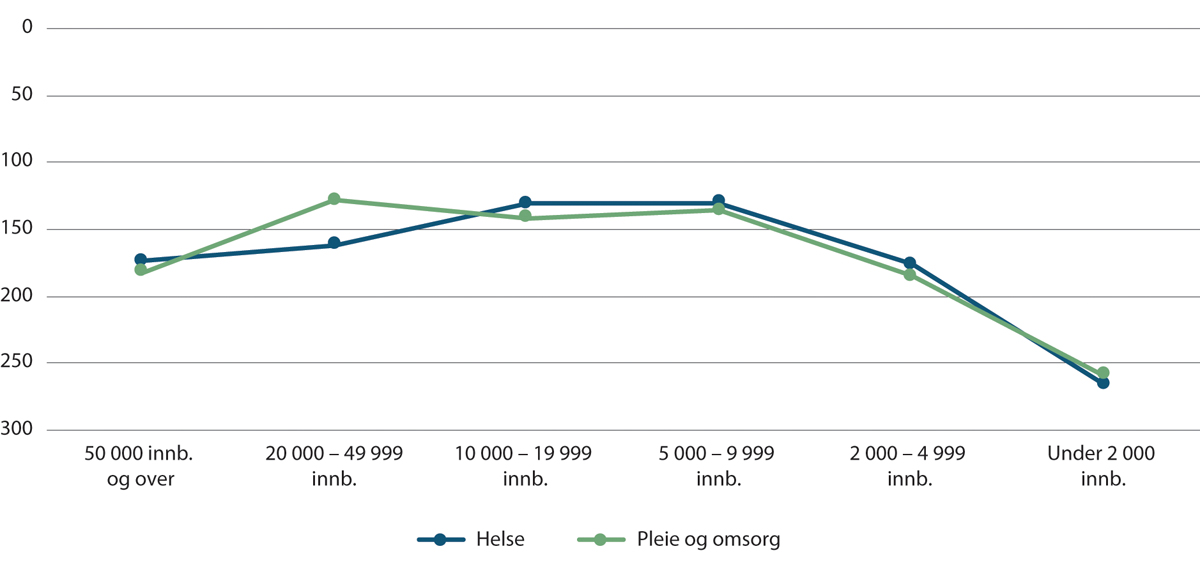 0
50
100
150
200
250
300
50 000 innb.
og over
20 000 – 49 999
innb.
10 000 – 19 999
innb.
5 000 – 9 999
innb.
2 000 – 4 999
innb.
Under 2 000
innb.
Helse
Pleie og omsorg